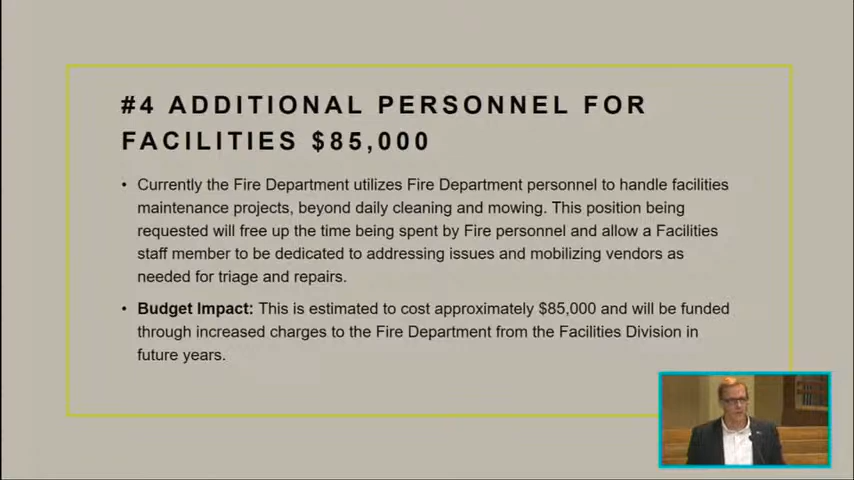 #4 ADDITIONAL PERSONNEL FOR
FACILITIES $85,000
• Currently the Fire Department utilizes Fire Department personnel to handle facilities
maintenance projects, beyond daily cleaning and mowing. This position being
requested will free up the time being spent by Fire personnel and allow a Facilities
staff member to be dedicated to addressing issues and mobilizing vendors as
needed for triage and repairs.
• Budget Impact: This is estimated to cost approximately $85,000 and will be funded
through increased charges to the Fire Department from the Facilities Division in
future years.